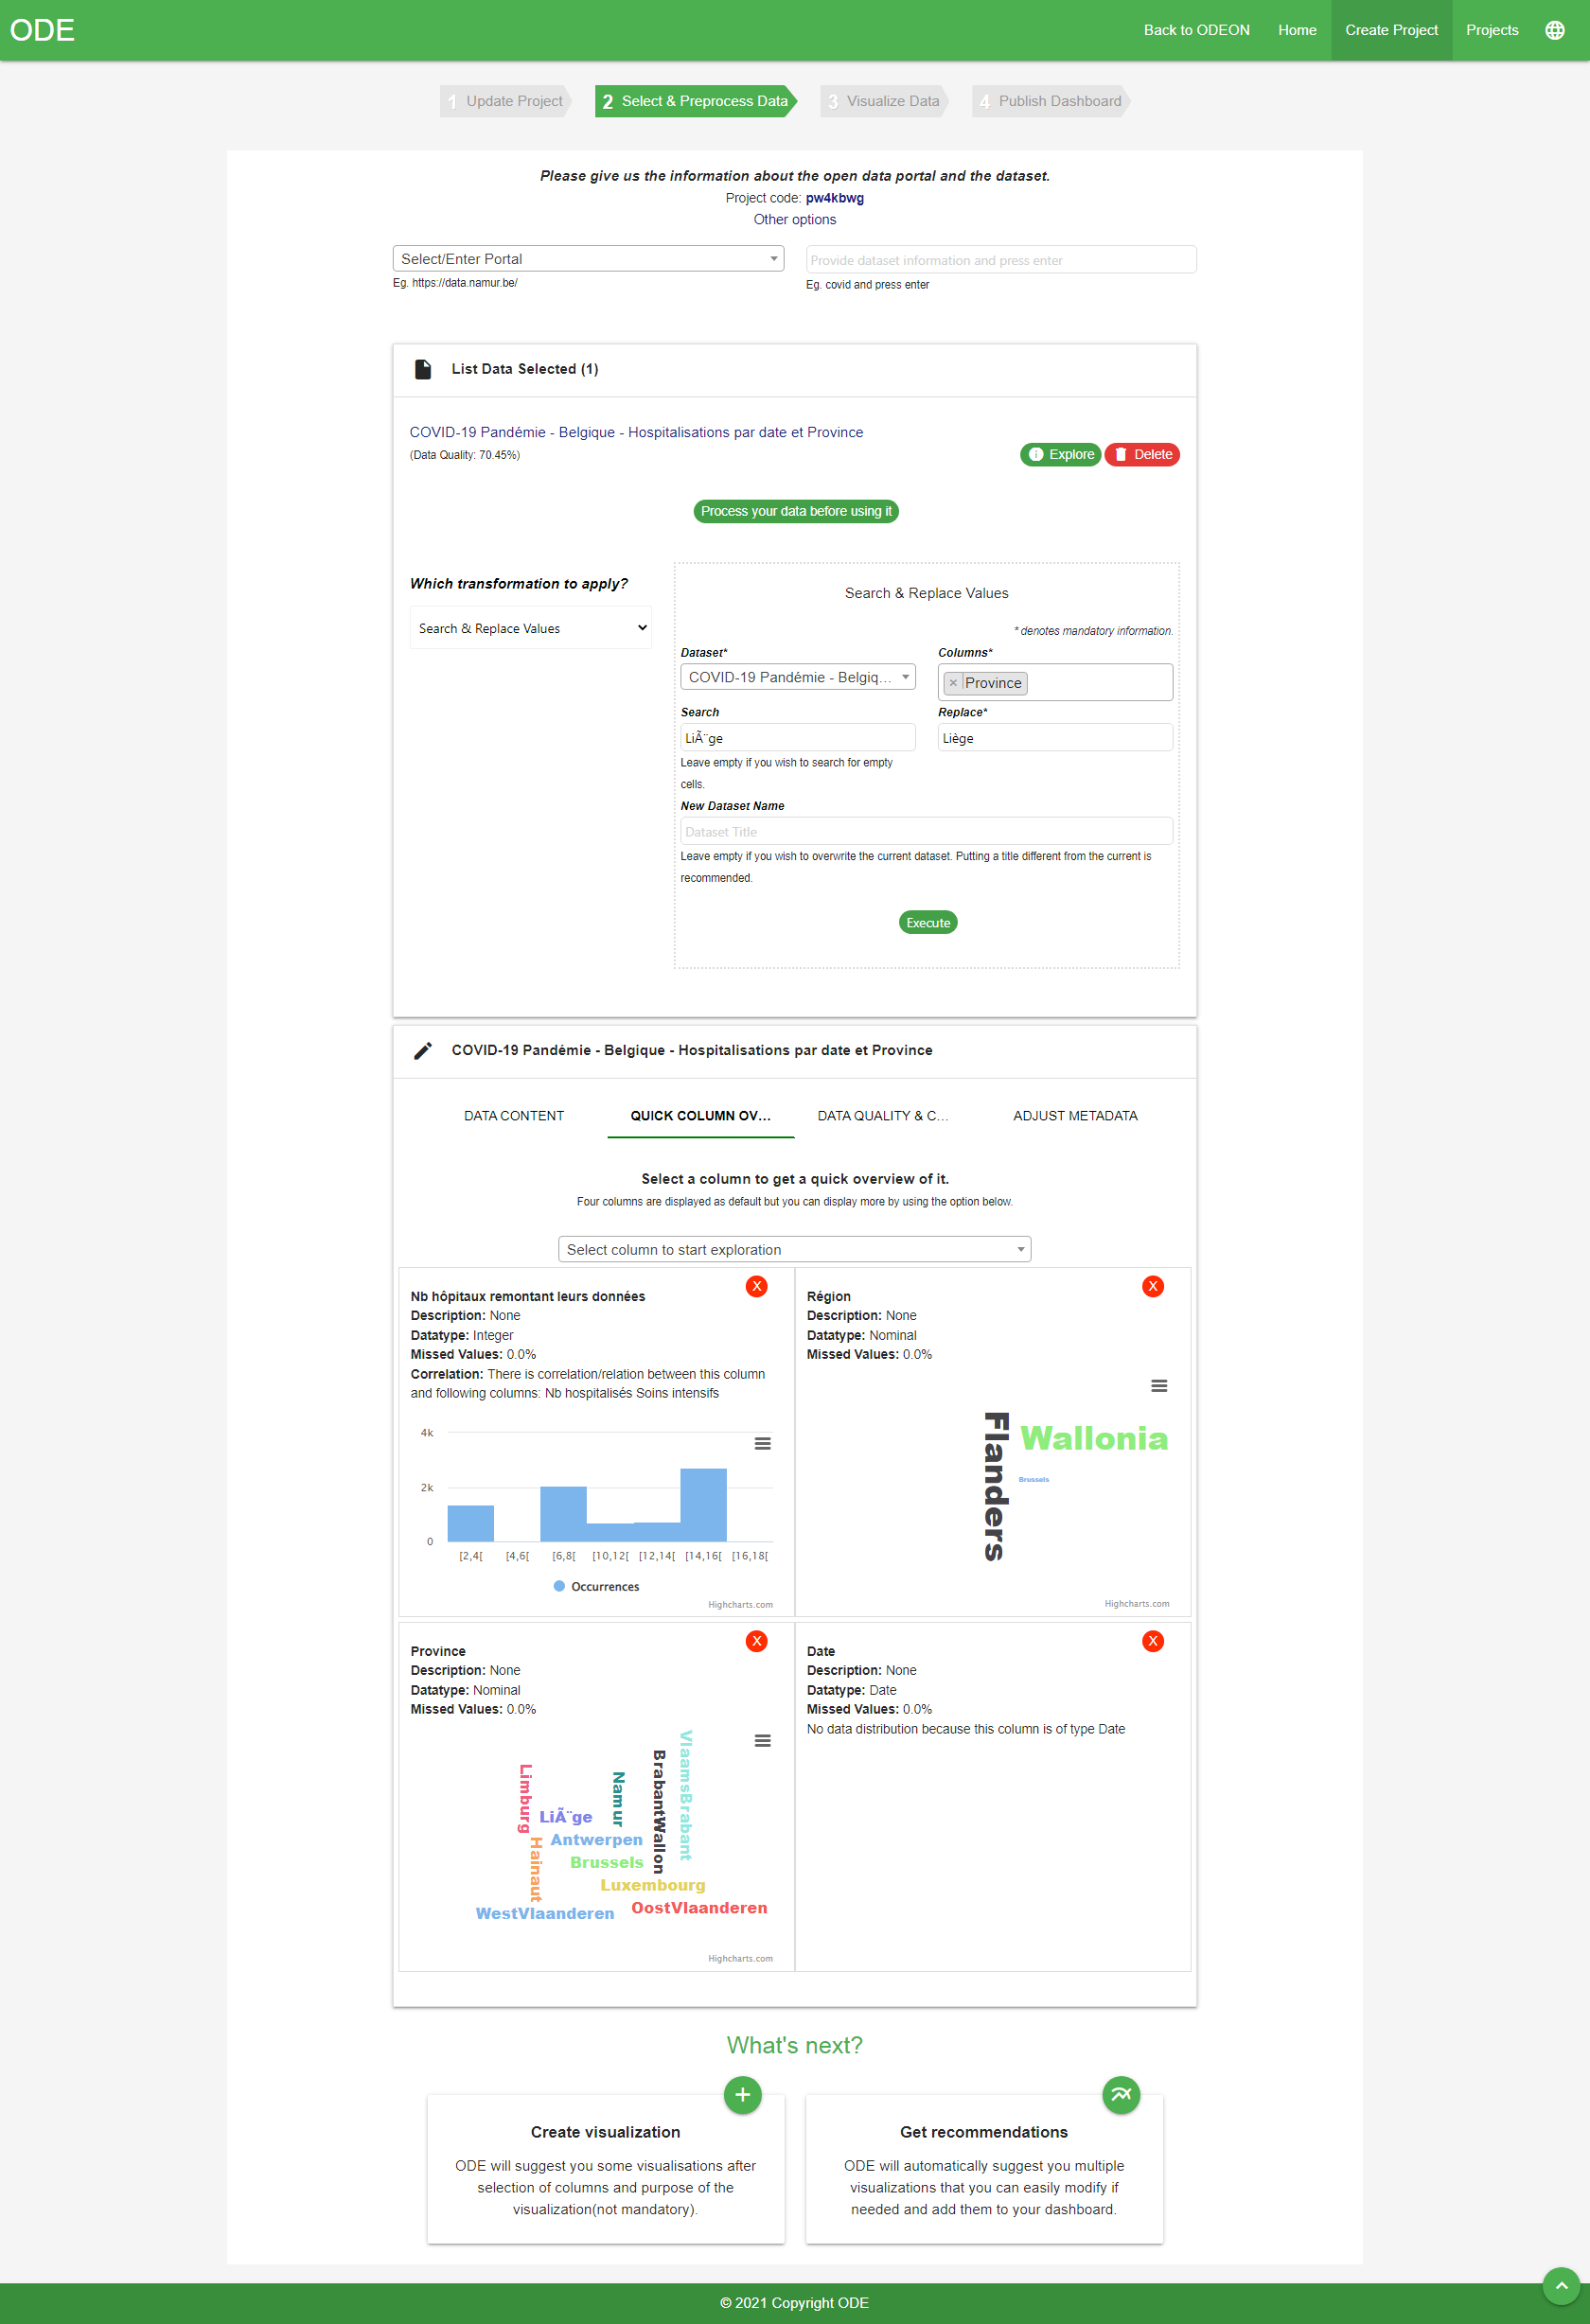 ODE
Back to ODEON
Home
Create Project
Projects
1 Update Project
2 Select & Preprocess Data
3 Visualize Data
4 Publish Dashboard
Please give us the information about the open data portal and the dataset.
Project code: pw4kbwg
Other options
Select/Enter Portal
Eg. https://data.namur.be/
Provide dataset information and press enter
Eg. covid and press enter
List Data Selected (1)
COVID-19 Pandémie - Belgique - Hospitalisations par date et Province
(Data Quality: 70.45%)
Explore
Delete
Process your data before using it
Which transformation to apply?
Search & Replace Values
Search & Replace Values
* denotes mandatory information.
Dataset*
COVID-19 Pandémie - Belgiq...
Columns*
× Province
Search
LiÃ¨ge
Leave empty if you wish to search for empty
cells.
Replace*
Liège
New Dataset Name
Dataset Title
Leave empty if you wish to overwrite the current dataset. Putting a title different from the current is
recommended.
Execute
COVID-19 Pandémie - Belgique - Hospitalisations par date et Province
DATA CONTENT
QUICK COLUMN OV...
DATA QUALITY & C...
ADJUST METADATA
Select a column to get a quick overview of it.
Four columns are displayed as default but you can display more by using the option below.
Select column to start exploration
X
Nb hôpitaux remontant leurs données
Description: None
Datatype: Integer
Missed Values: 0.0%
Correlation: There is correlation/relation between this column
and following columns: Nb hospitalisés Soins intensifs
4k
2k
0
[2,4[
[4,6[
[6,8[
[10,12[
[12,14[
[14,16[
[16,18[
Occurrences
Highcharts.com
X
Région
Description: None
Datatype: Nominal
Missed Values: 0.0%
Flanders
Wallonia
Brussels
Highcharts.com
X
Province
Description: None
Datatype: Nominal
Missed Values: 0.0%
Limburg
LiÃ¨ge
Namur
BrabantWallon
VlaamsBrabant
Antwerpen
Hainaut
Brussels
Luxembourg
WestVlaanderen
OostVlaanderen
Highcharts.com
X
Date
Description: None
Datatype: Date
Missed Values: 0.0%
No data distribution because this column is of type Date
What's next?
Create visualization
ODE will suggest you some visualisations after
selection of columns and purpose of the
visualization(not mandatory).
Get recommendations
ODE will automatically suggest you multiple
visualizations that you can easily modify if
needed and add them to your dashboard.
© 2021 Copyright ODE